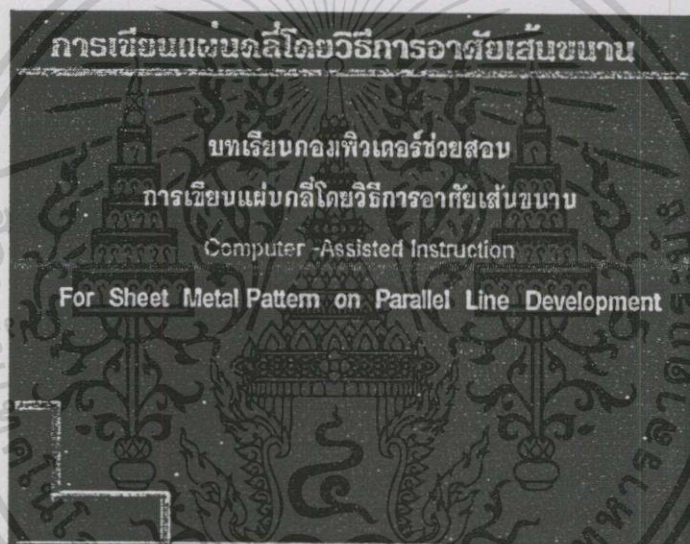 การเขียนแผ่นคลี่โดยวิธีการอาศัยเส้นขนาน
บทเรียนคอมพิวเตอร์ช่วยสอน
การเขียนแผ่นคลี่โดยวิธีการอาศัยเส้นขนาน
Computer -Assisted Instruction
For Sheet Metal Pattern on Parallel Line Development